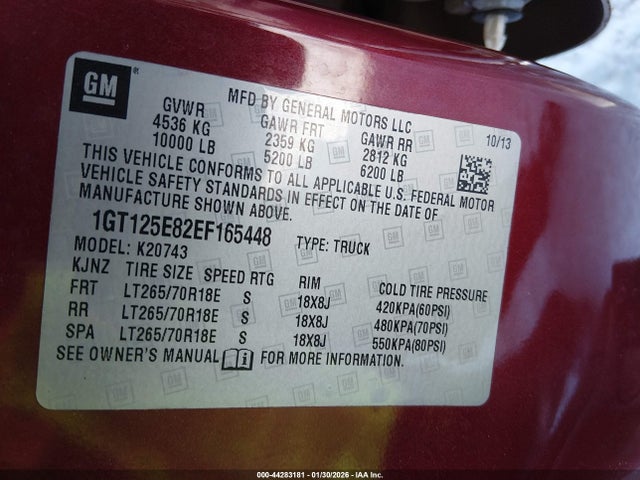 GM ®
MFD BY GENERAL MOTORS LLC
10/13
GVWR GAWR FRT GAWR RR
4536 KG 2359 KG 2812 KG
10000 LB 5200 LB 6200 LB
THIS VEHICLE CONFORMS TO ALL APPLICABLE U.S. FEDERAL MOTOR
VEHICLE SAFETY STANDARDS IN EFFECT ON THE DATE OF
MANUFACTURE SHOWN ABOVE.
1GT125E82EF165448 TYPE: TRUCK
MODEL: K20743
KJNZ TIRE SIZE SPEED RTG RIM COLD TIRE PRESSURE
FRT LT265/70R18E S 18X8J 420KPA(60PSI)
RR LT265/70R18E S 18X8J 480KPA(70PSI)
SPA LT265/70R18E S 18X8J 550KPA(80PSI)
SEE OWNER'S MANUAL FOR MORE INFORMATION.
000-44283181 - 01/30/2026 - IAA Inc.